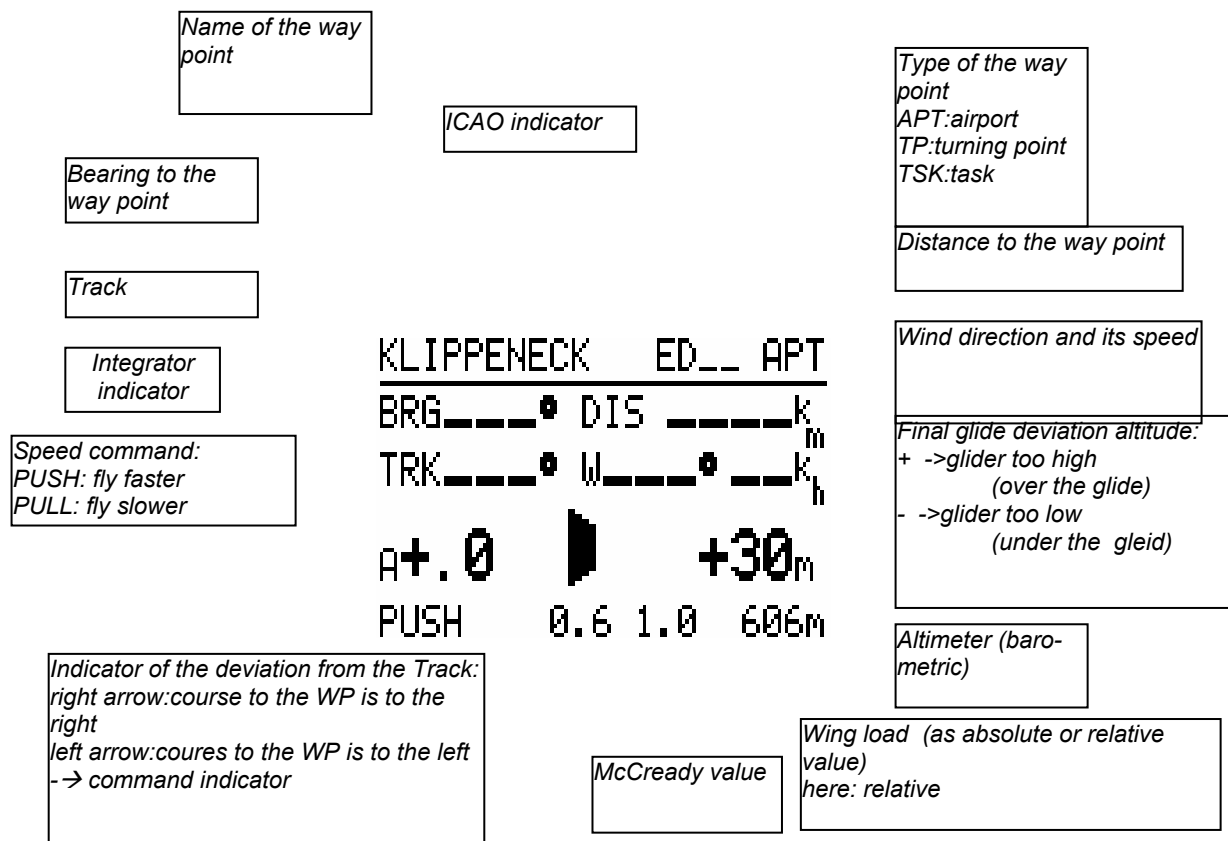 Name of the way
point
ICAO indicator
Type of the way
point
APT:airport
TP:turning point
TSK:task
Bearing to the
way point
Distance to the way point
Track
Wind direction and its speed
Integrator
indicator
KLIPPENECK ED__ APT
BRG___° DIS ____km
TRK___° W___°__kh
A+.0 +30m
PUSH 0.6 1.0 606m
Speed command:
PUSH: fly faster
PULL: fly slower
Final glide deviation altitude:
+ ->glider too high
(over the glide)
- ->glider too low
(under the gleid)
Altimeter (baro-
metric)
Indicator of the deviation from the Track:
right arrow:course to the WP is to the
right
left arrow:coures to the WP is to the left
-→ command indicator
McCready value
Wing load (as absolute or relative
value)
here: relative